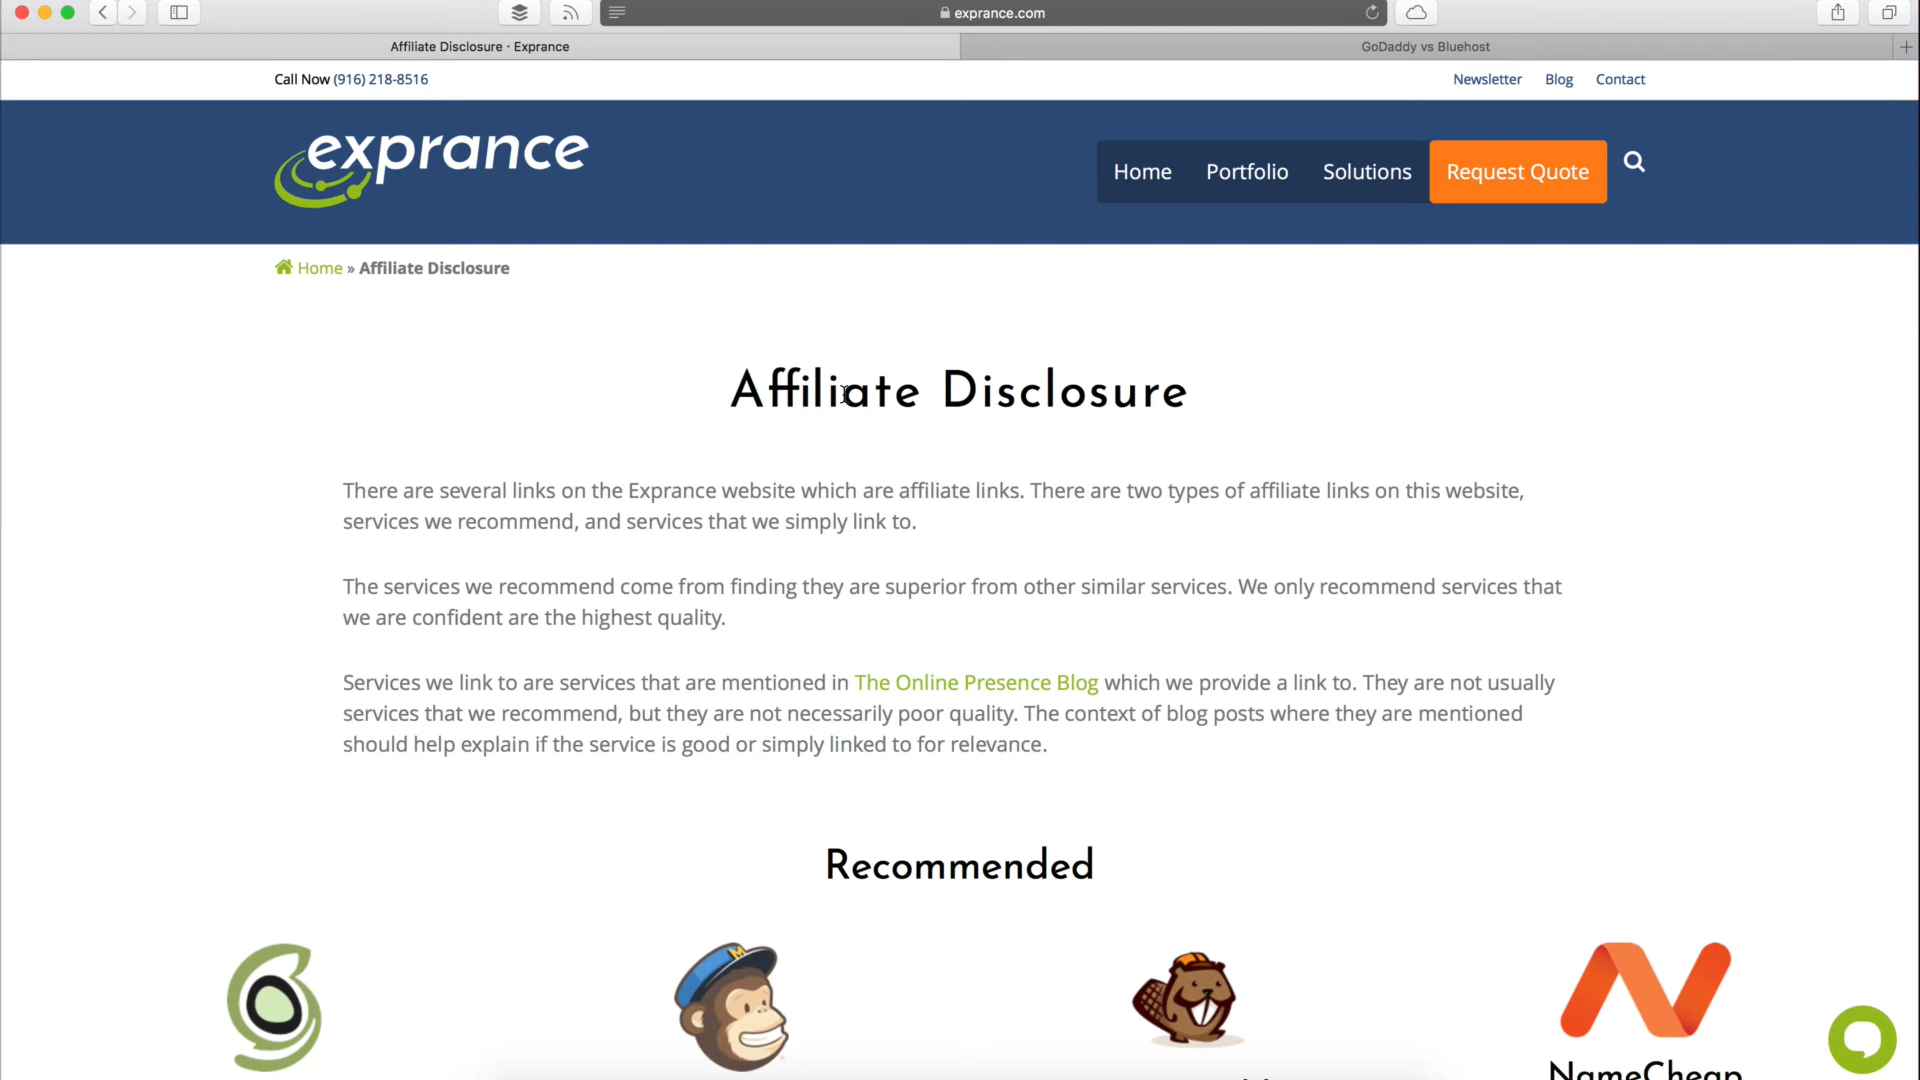 exprance.com
Affiliate Disclosure · Exprance
GoDaddy vs Bluehost
Call Now (916) 218-8516
Newsletter
Blog
Contact
exprance
Home
Portfolio
Solutions
Request Quote
Home » Affiliate Disclosure
Affiliate Disclosure
There are several links on the Exprance website which are affiliate links. There are two types of affiliate links on this website,
services we recommend, and services that we simply link to.
The services we recommend come from finding they are superior from other similar services. We only recommend services that
we are confident are the highest quality.
Services we link to are services that are mentioned in The Online Presence Blog which we provide a link to. They are not usually
services that we recommend, but they are not necessarily poor quality. The context of blog posts where they are mentioned
should help explain if the service is good or simply linked to for relevance.
Recommended
M
NameCheap